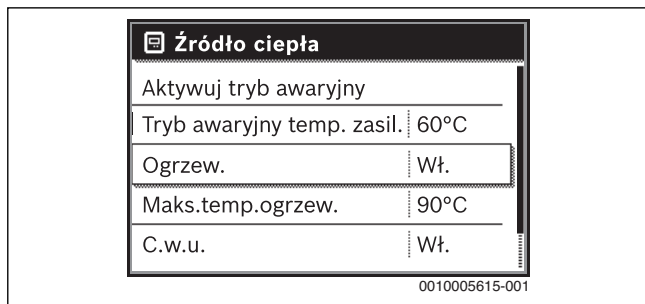 Źródło ciepła
Aktywuj tryb awaryjny
Tryb awaryjny temp. zasil. 60°C
Ogrzew. Wł.
Maks.temp.ogrzew. 90°C
C.w.u. Wł.
0010005615-001